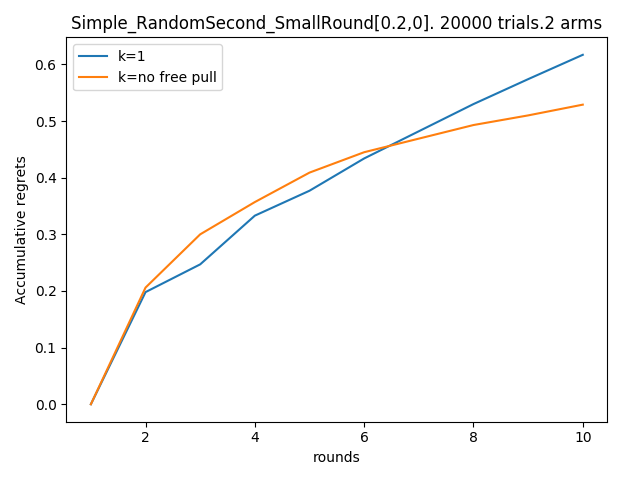 Simple_RandomSecond_SmallRound[0.2,0]. 20000 trials.2 arms
k=1
k=no free pull
Accumulative regrets
0.6
0.5
0.4
0.3
0.2
0.1
0.0
2
4
6
8
10
rounds